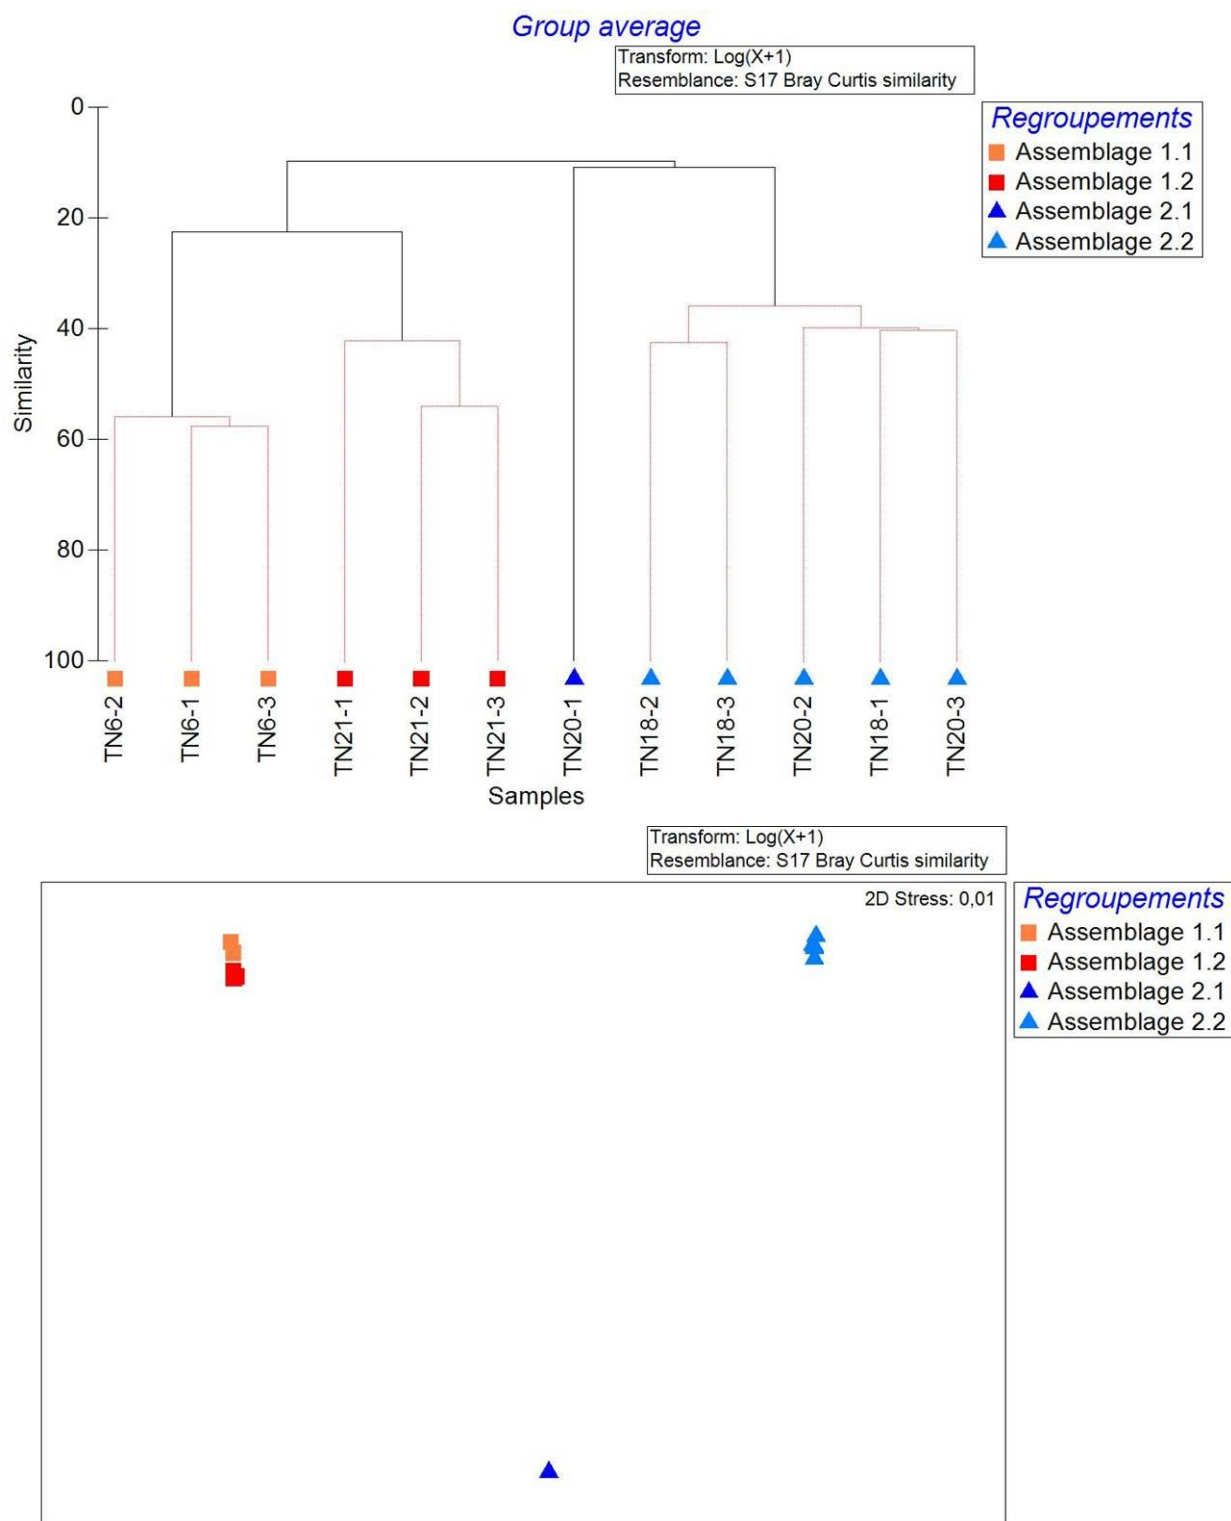 Group average
Transform: Log(X+1)
Resemblance: S17 Bray Curtis similarity
Regroupements
Assemblage 1.1
Assemblage 1.2
Assemblage 2.1
Assemblage 2.2
0
20
40
60
80
100
Similarity
TN6-2
TN6-1
TN6-3
TN21-1
TN21-2
TN21-3
TN20-1
TN18-2
TN18-3
TN20-2
TN18-1
TN20-3
Samples
Transform: Log(X+1)
Resemblance: S17 Bray Curtis similarity
2D Stress: 0,01
Regroupements
Assemblage 1.1
Assemblage 1.2
Assemblage 2.1
Assemblage 2.2